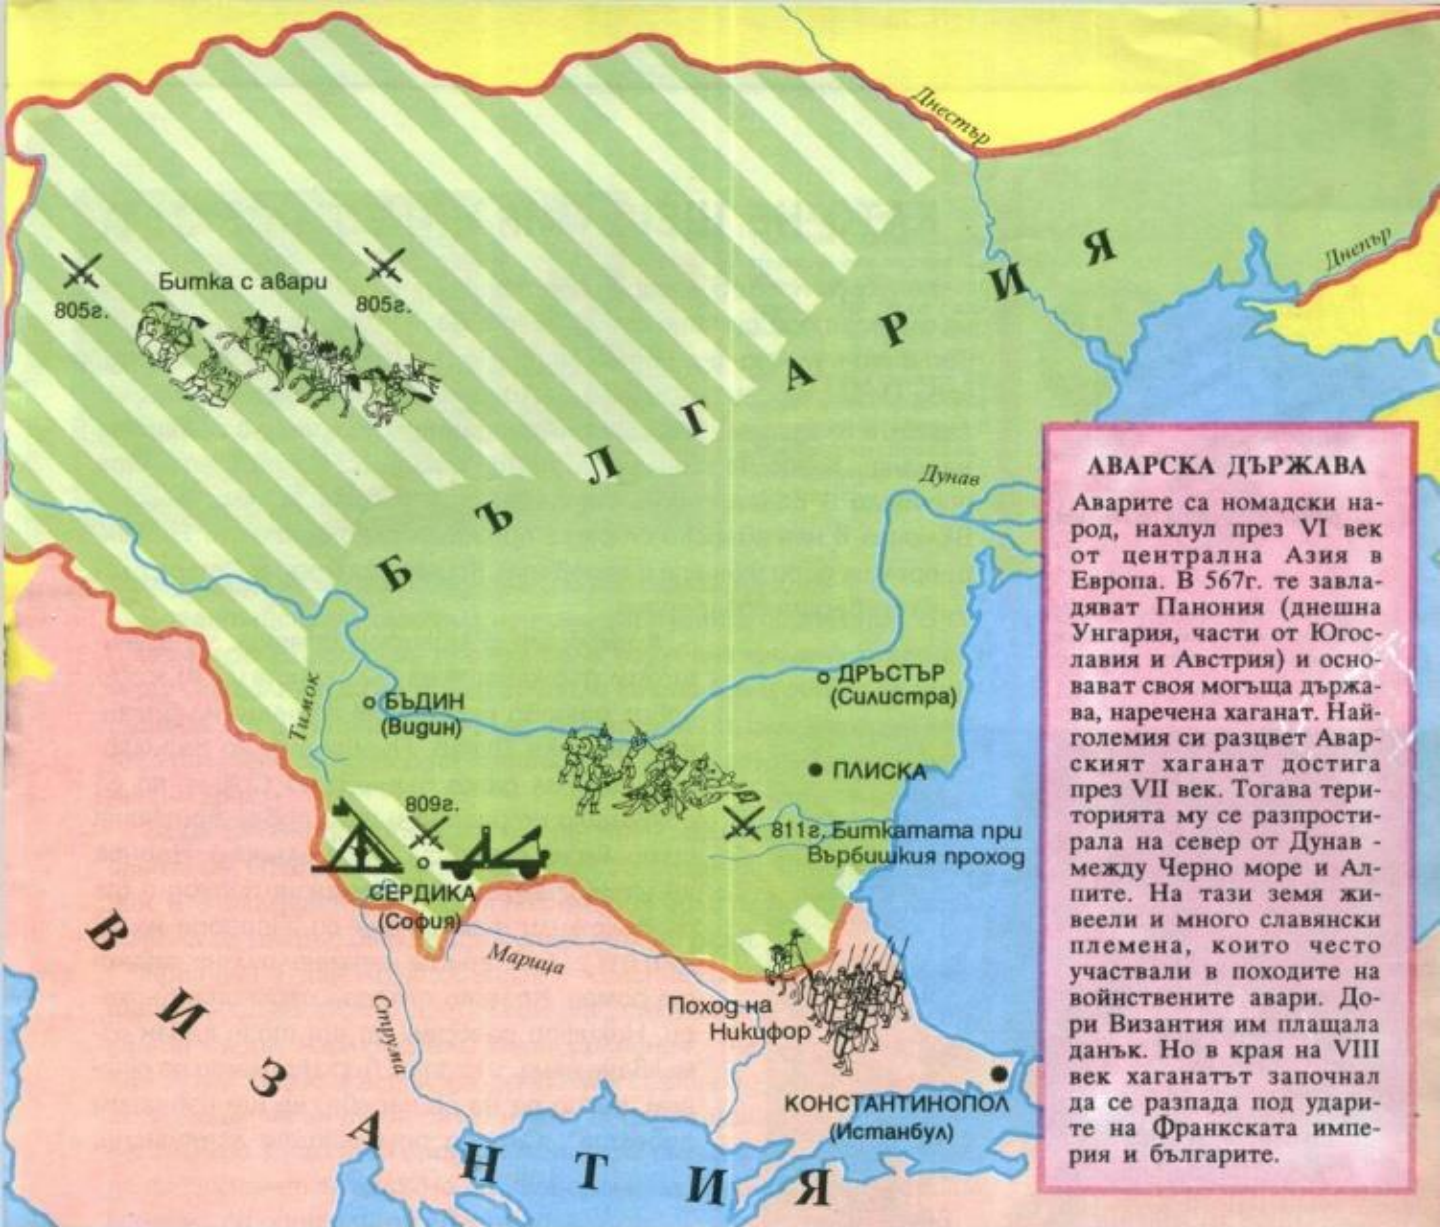 Днестър
Днепър
Битка с авари
805г.
805г.
БЪЛГАРИЯ
Дунав
Тимок
БЪДИН
(Видин)
ДРЪСТЪР
(Силистра)
ПЛИСКА
809г.
811г. Биткатата при
Върбишкия проход
СЕРДИКА
(София)
Марица
Струма
Поход на
Никифор
КОНСТАНТИНОПОЛ
(Истанбул)
ВИЗАНТИЯ
АВАРСКА ДЪРЖАВА
Аварите са номадски на-
род, нахлул през VI век
от централна Азия в
Европа. В 567г. те завла-
дяват Панония (днешна
Унгария, части от Югос-
лавия и Австрия) и осно-
вават своя могъща държа-
ва, наречена хаганат. Най-
големия си разцвет Авар-
ският хаганат достига
през VII век. Тогава тери-
торията му се разпрости-
рала на север от Дунав -
между Черно море и Ал-
пите. На тази земя жи-
веели и много славянски
племена, които често
участвали в походите на
войнствените авари. До-
ри Византия им плащала
данък. Но в края на VIII
век хаганатът започнал
да се разпада под удари-
те на Франкската импе-
рия и българите.